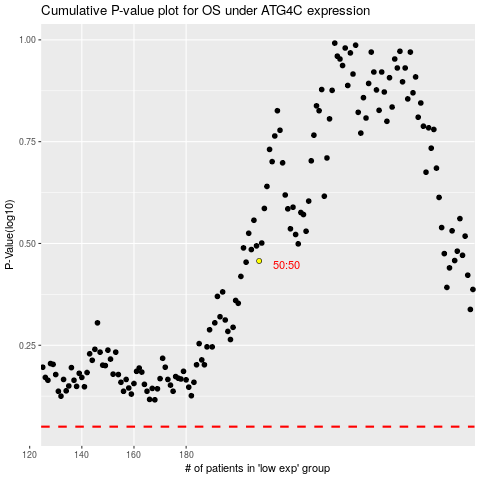 Cumulative P-value plot for OS under ATG4C expression
1.00
0.75
0.50
0.25
P-Value(log10)
50:50
120 140 160 180
# of patients in 'low exp' group